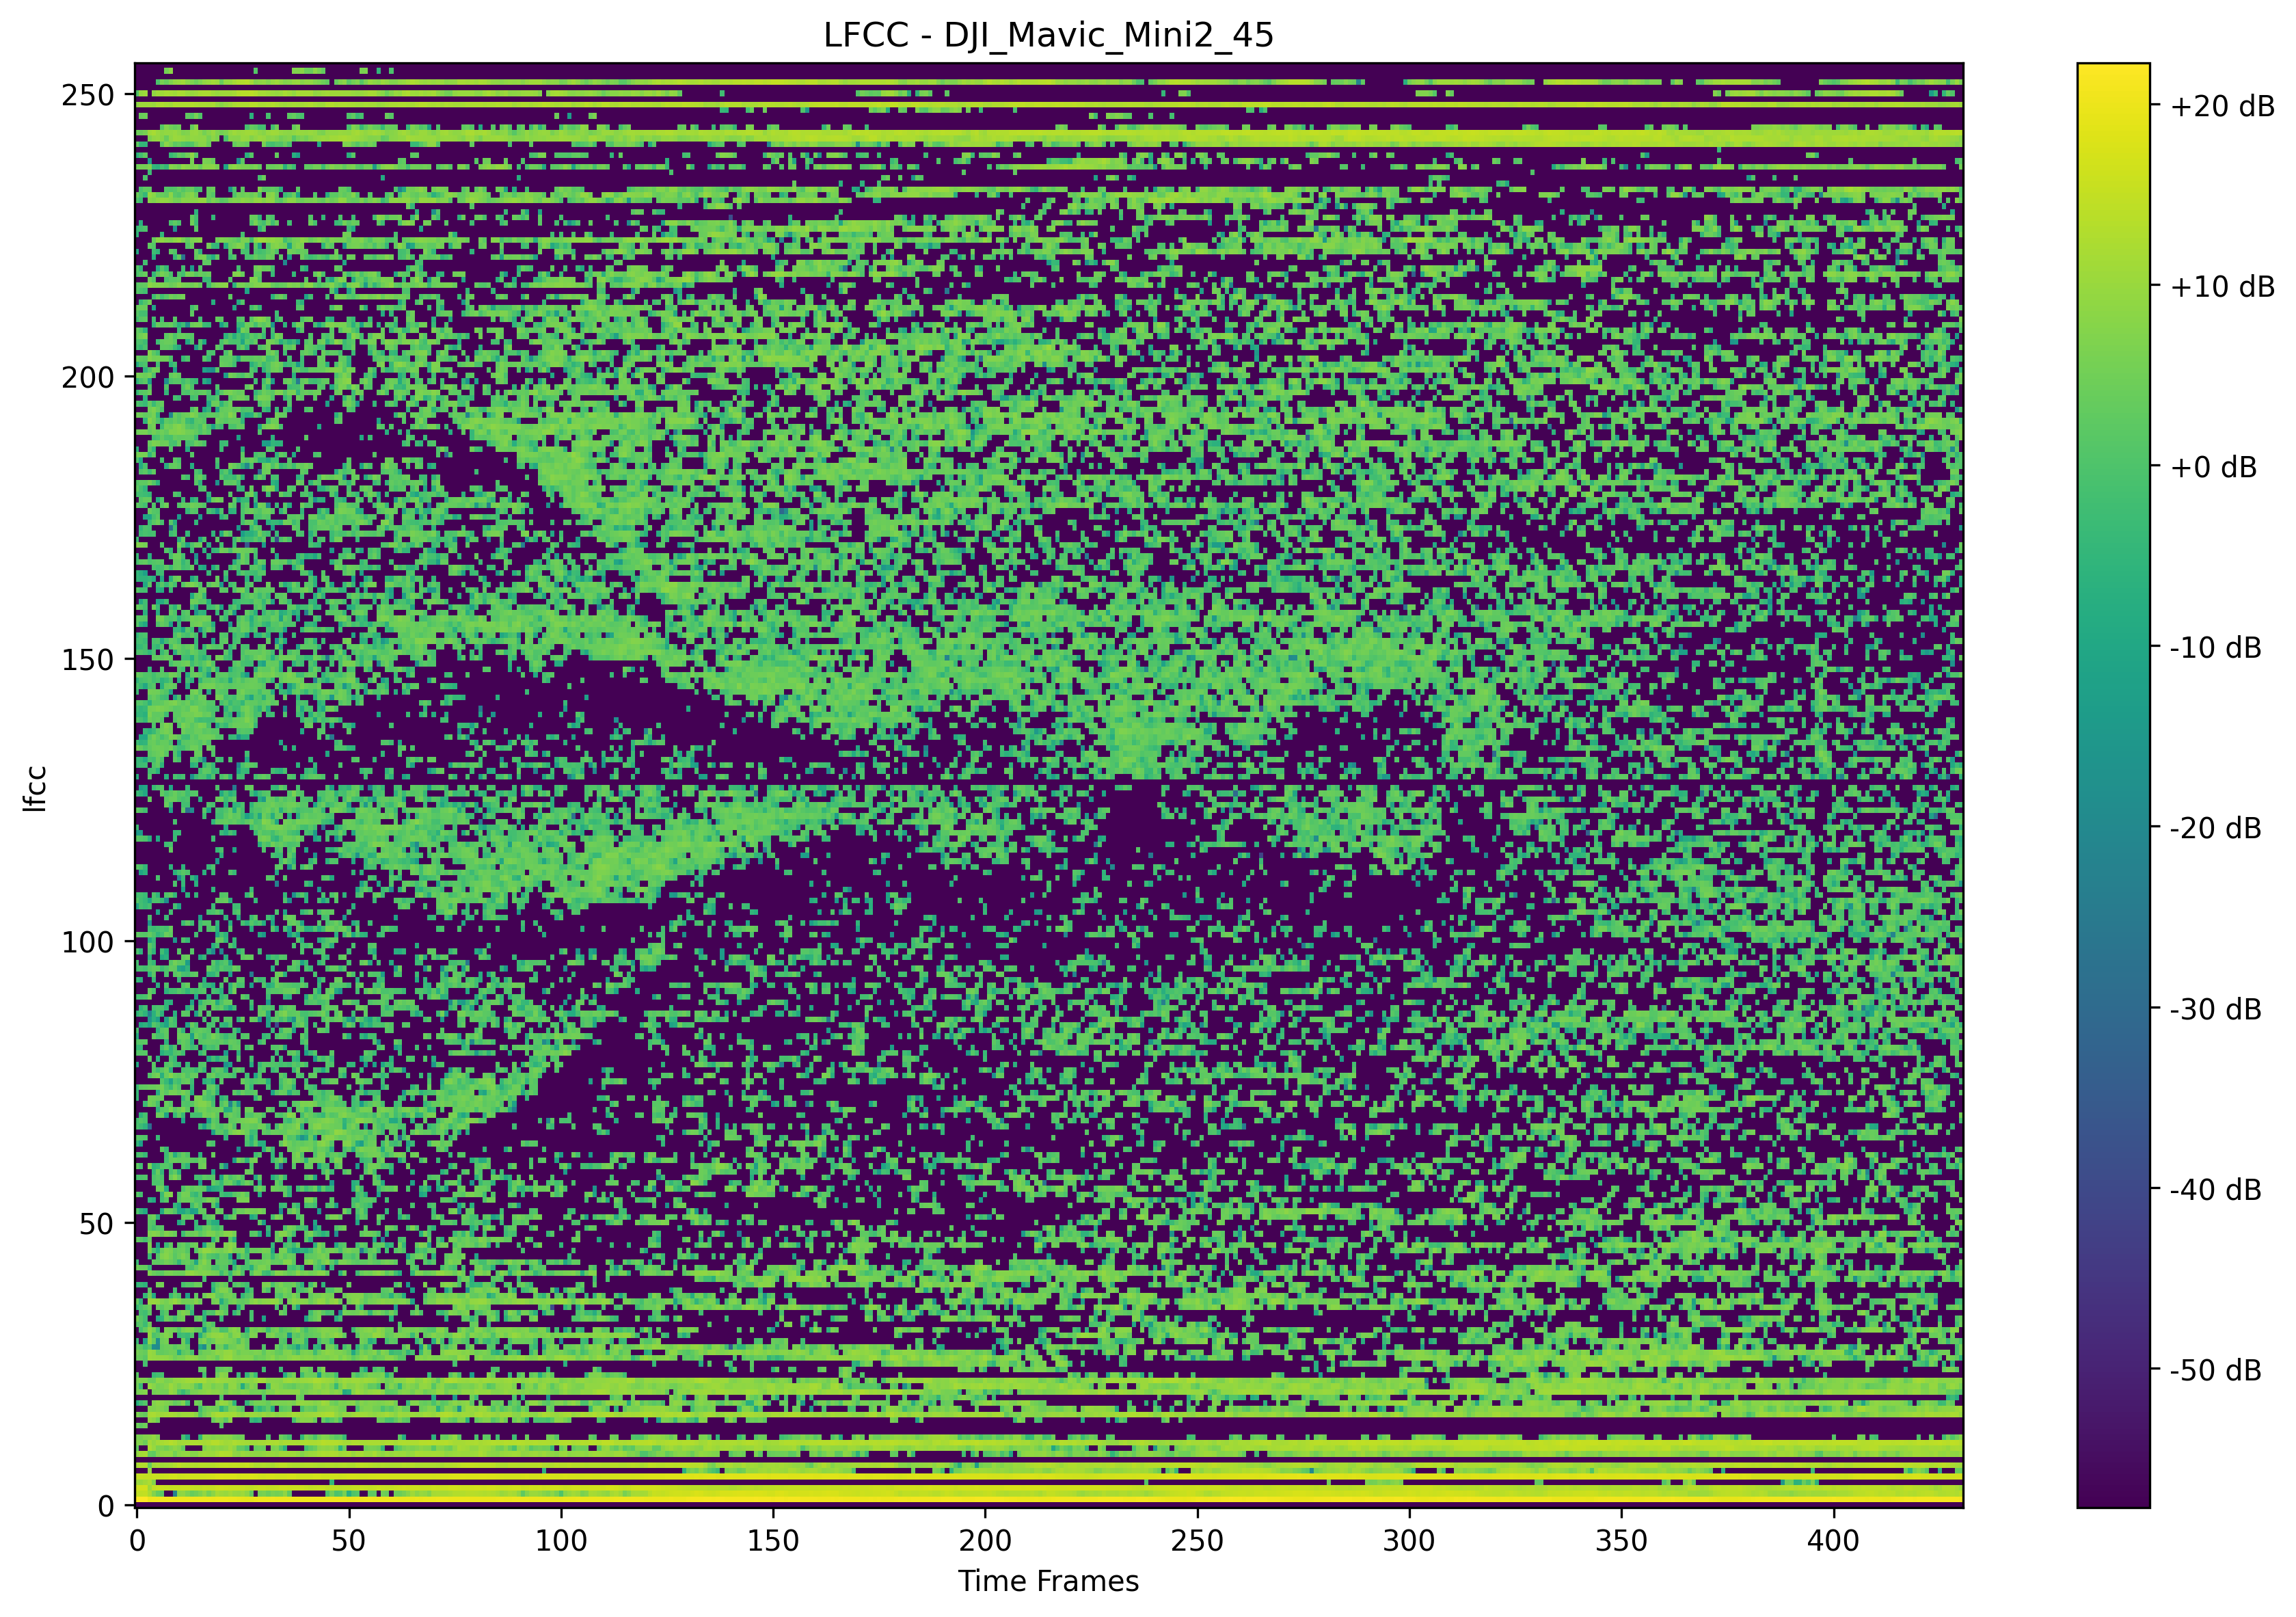 LFCC - DJI_Mavic_Mini2_45
250
200
150
100
50
0
lfcc
0 50 100 150 200 250 300 350 400
Time Frames
+20 dB
+10 dB
+0 dB
-10 dB
-20 dB
-30 dB
-40 dB
-50 dB